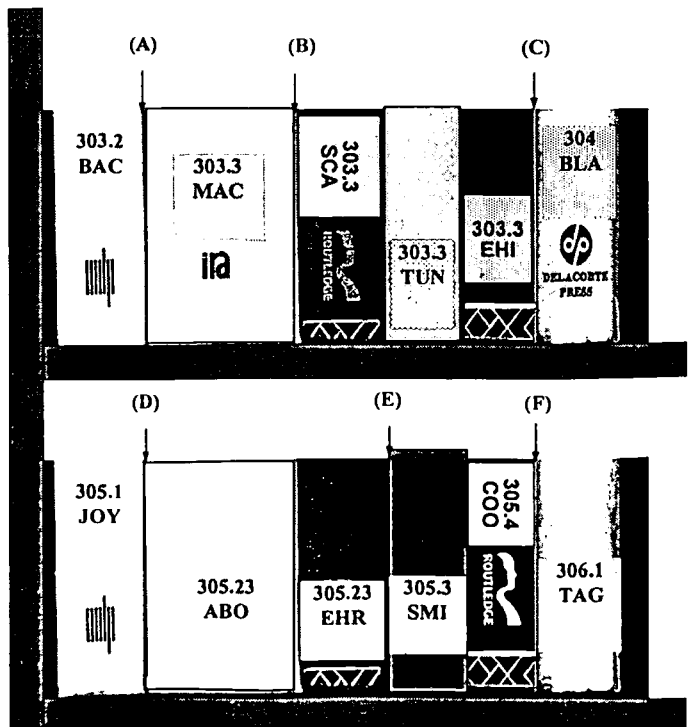 (A) (B) (C)
303.2
BAC
303.3
MAC
ira
303.3
SCA
ROUTLEDGE
303.3
TUN
303.3
EHI
304
BLA
DELACORTE
PRESS
(D) (E) (F)
305.1
JOY
305.23
ABO
305.23
EHR
305.3
SMI
305.4
COO
ROUTLEDGE
306.1
TAG